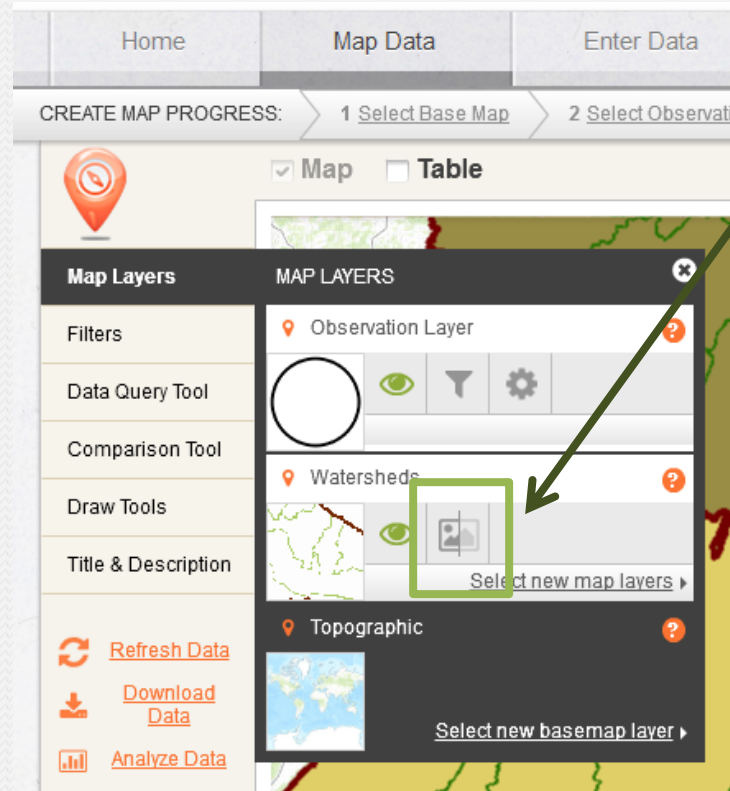 Home Map Data Enter Data
CREATE MAP PROGRESS: 1 Select Base Map 2 Select
Map Table
Map Layers
Filters
Data Query Tool
Comparison Tool
Draw Tools
Title & Description
Refresh Data
Download
Data
Analyze Data
MAP LAYERS
Observation Layer ?
Watersheds ?
Select new map layers
Topographic ?
Select new basemap layer